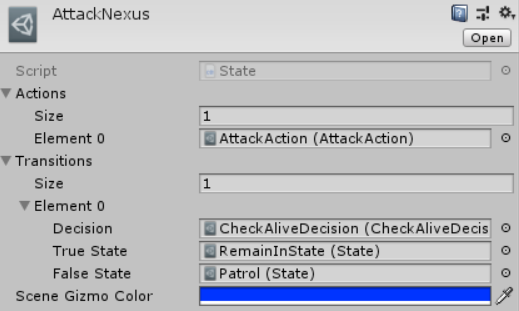 AttackNexus
Open
Script State
Actions
Size 1
Element 0 AttackAction (AttackAction)
Transitions
Size 1
Element 0
Decision CheckAliveDecision (CheckAliveDecis
True State RemainInState (State)
False State Patrol (State)
Scene Gizmo Color